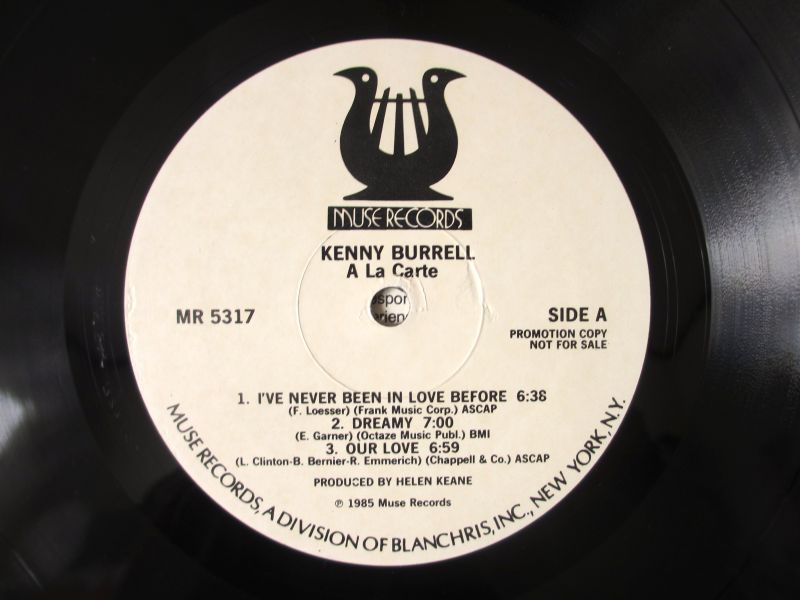 MUSE RECORDS
KENNY BURRELL
A La Carte
MR 5317
SIDE A
PROMOTION COPY
NOT FOR SALE
1. I'VE NEVER BEEN IN LOVE BEFORE 6:38
(F. Loesser) (Frank Music Corp.) ASCAP
2. DREAMY 7:00
(E. Garner) (Octaze Music Publ.) BMI
3. OUR LOVE 6:59
(L. Clinton-B. Bernier-R. Emmerich) (Chappell & Co.) ASCAP
PRODUCED BY HELEN KEANE
℗ 1985 Muse Records
MUSE RECORDS, A DIVISION OF BLANCHRIS, INC., NEW YORK, N.Y.